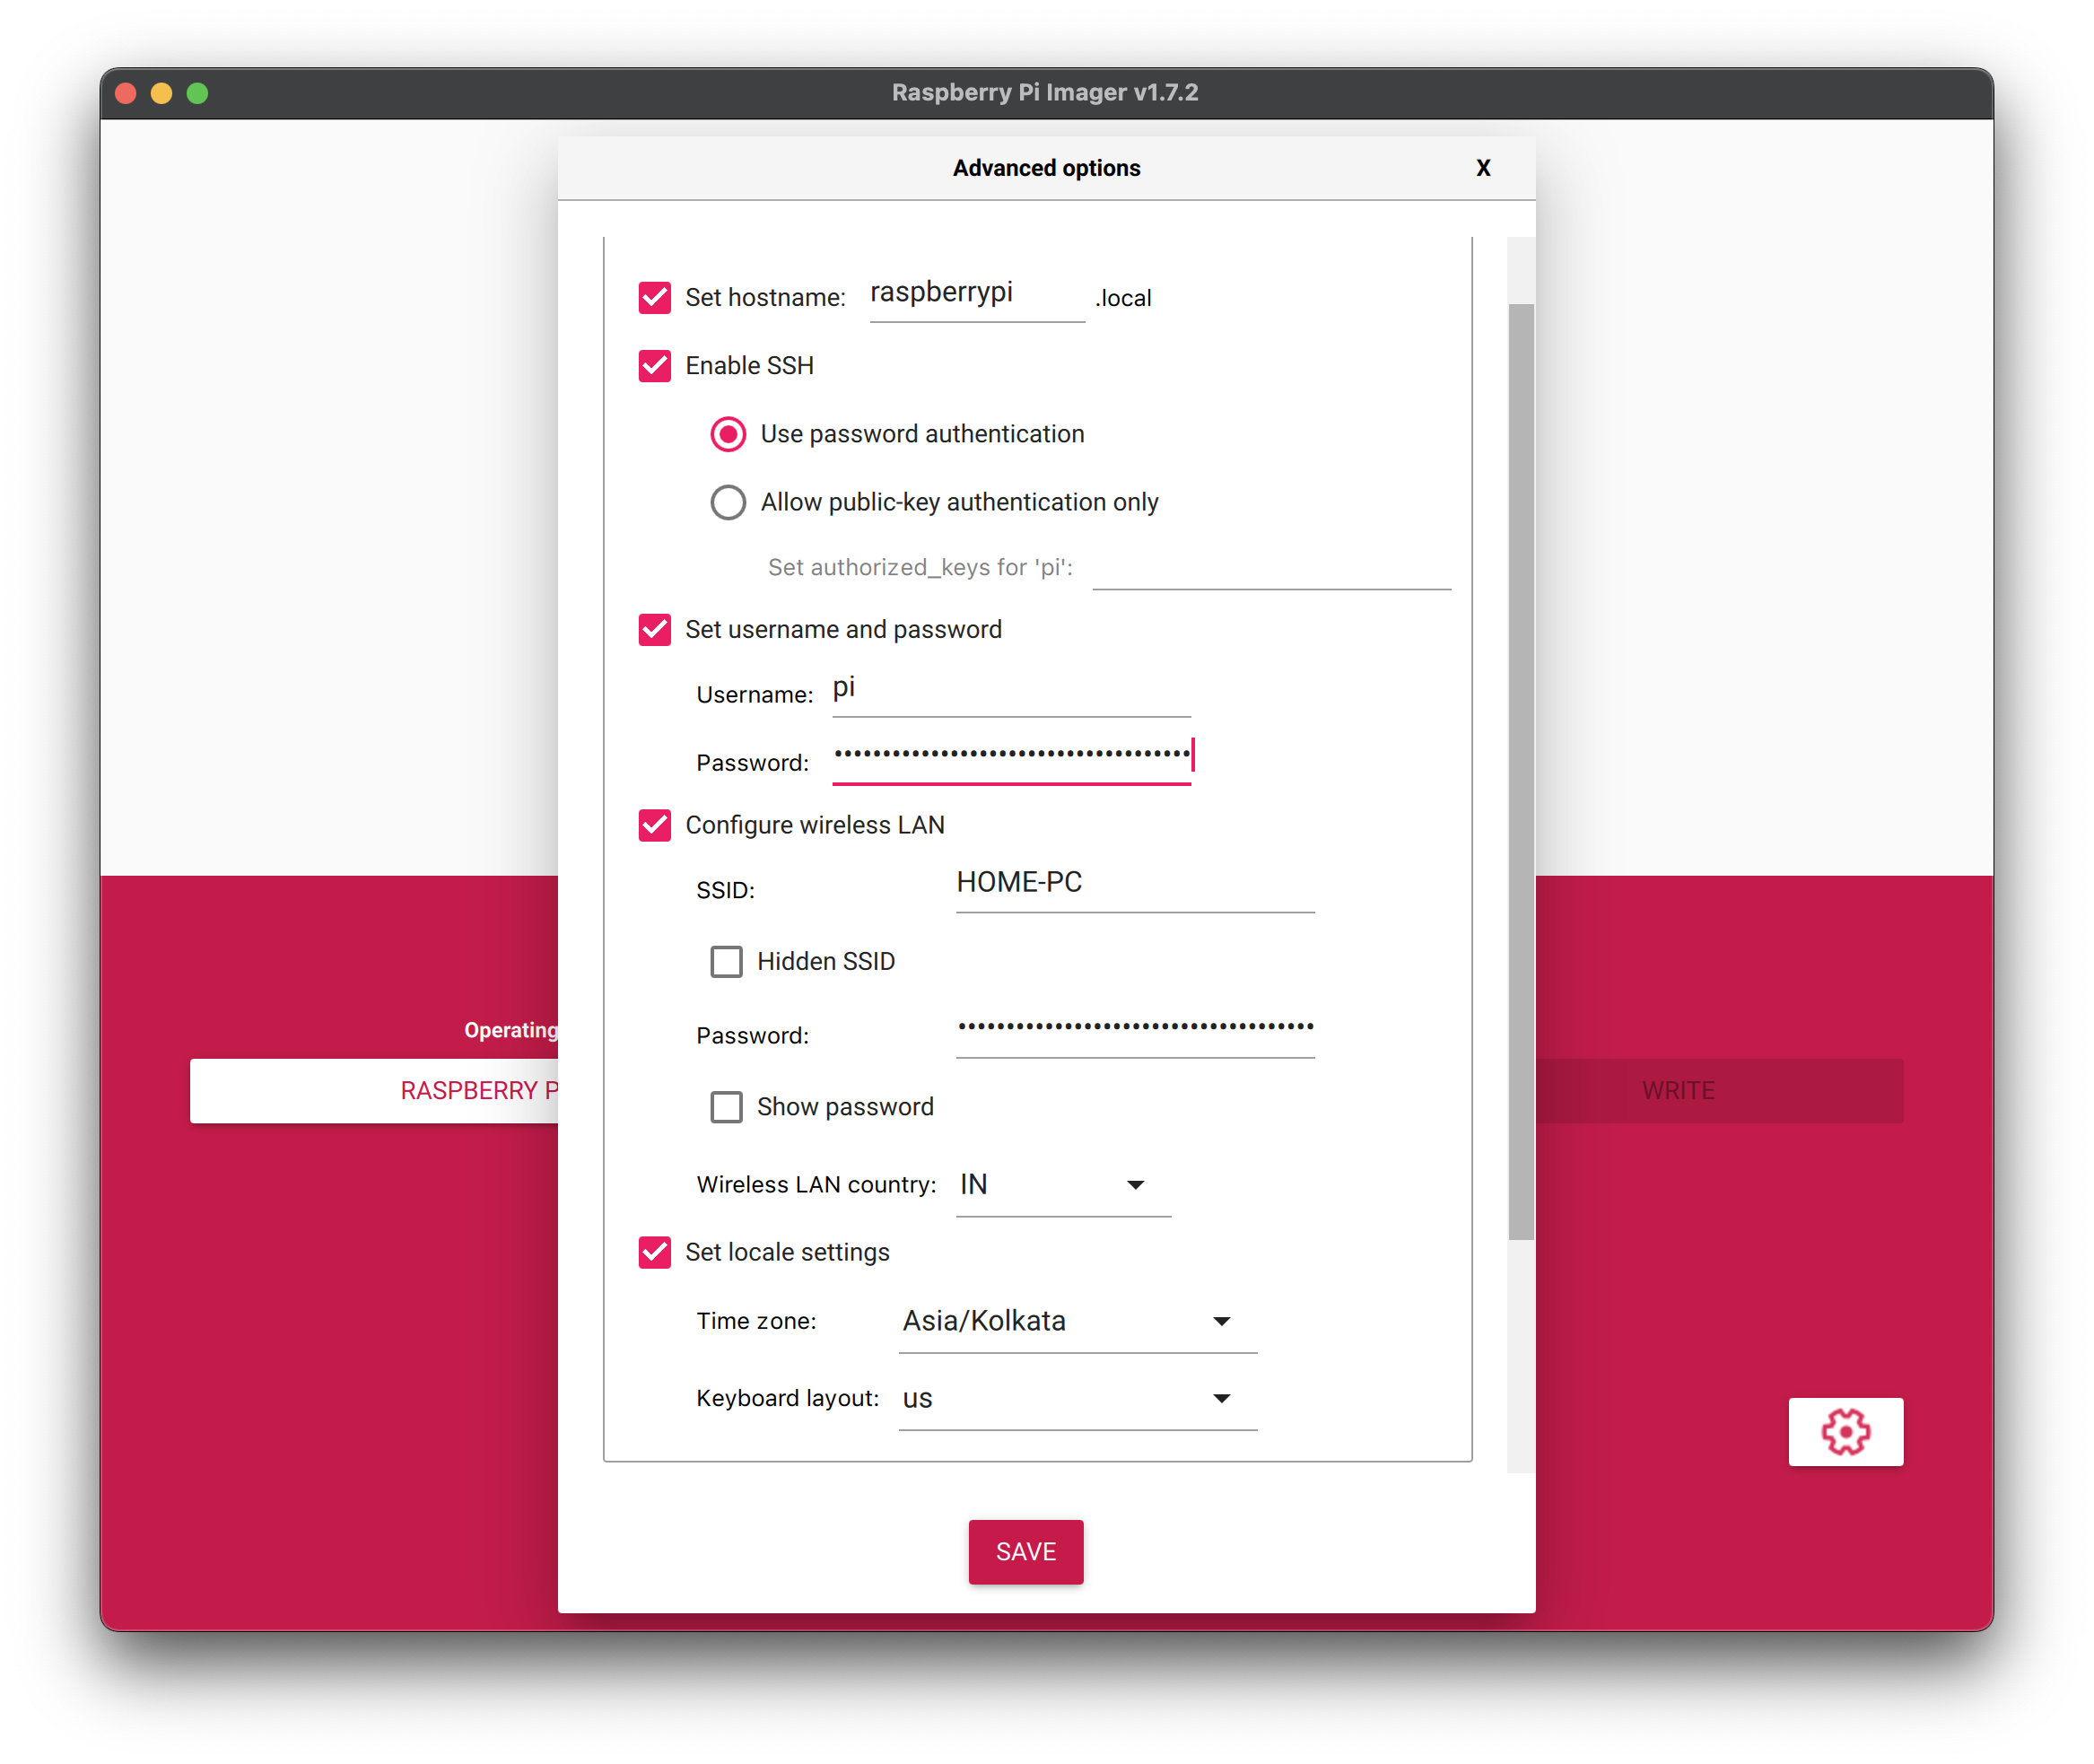 Raspberry Pi Imager v1.7.2
Advanced options X
Set hostname: raspberrypi .local
Enable SSH
Use password authentication
Allow public-key authentication only
Set authorized_keys for 'pi':
Set username and password
Username: pi
Password: •••••••••••••••••••••••••••••••••••••
Configure wireless LAN
SSID: HOME-PC
Hidden SSID
Password: •••••••••••••••••••••••••••••••••••••
Show password
Wireless LAN country: IN
Set locale settings
Time zone: Asia/Kolkata
Keyboard layout: us
SAVE
Operating
RASPBERRY P
WRITE